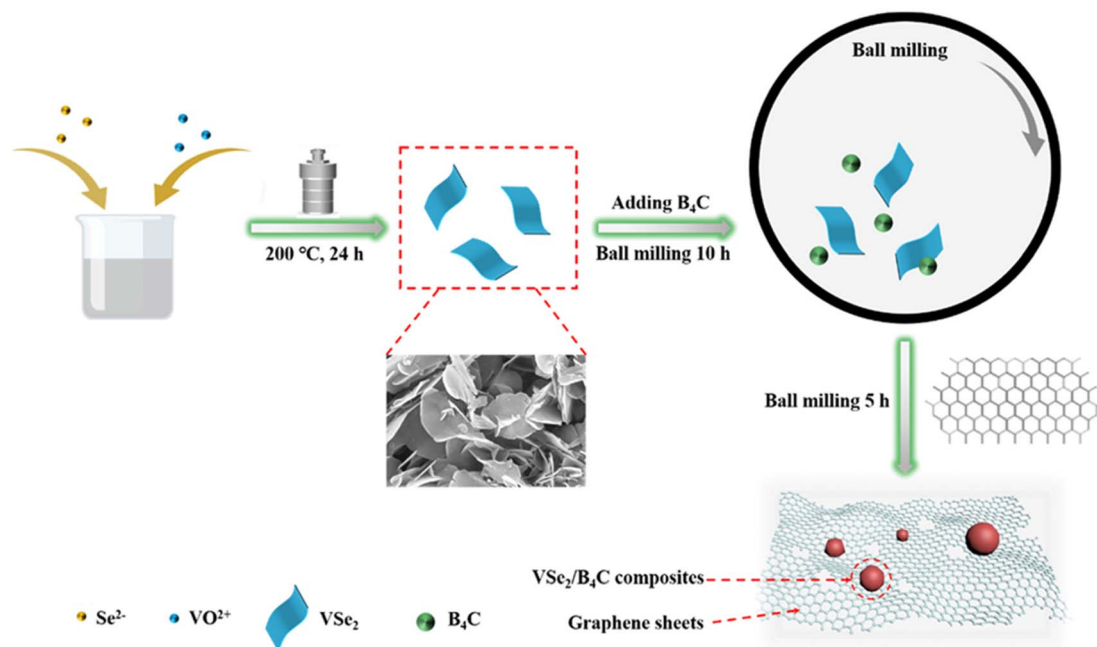 Ball milling
200 °C, 24 h
Adding B₄C
Ball milling 10 h
Ball milling 5 h
VSe₂/B₄C composites
Graphene sheets
Se²⁻
VO²⁺
VSe₂
B₄C